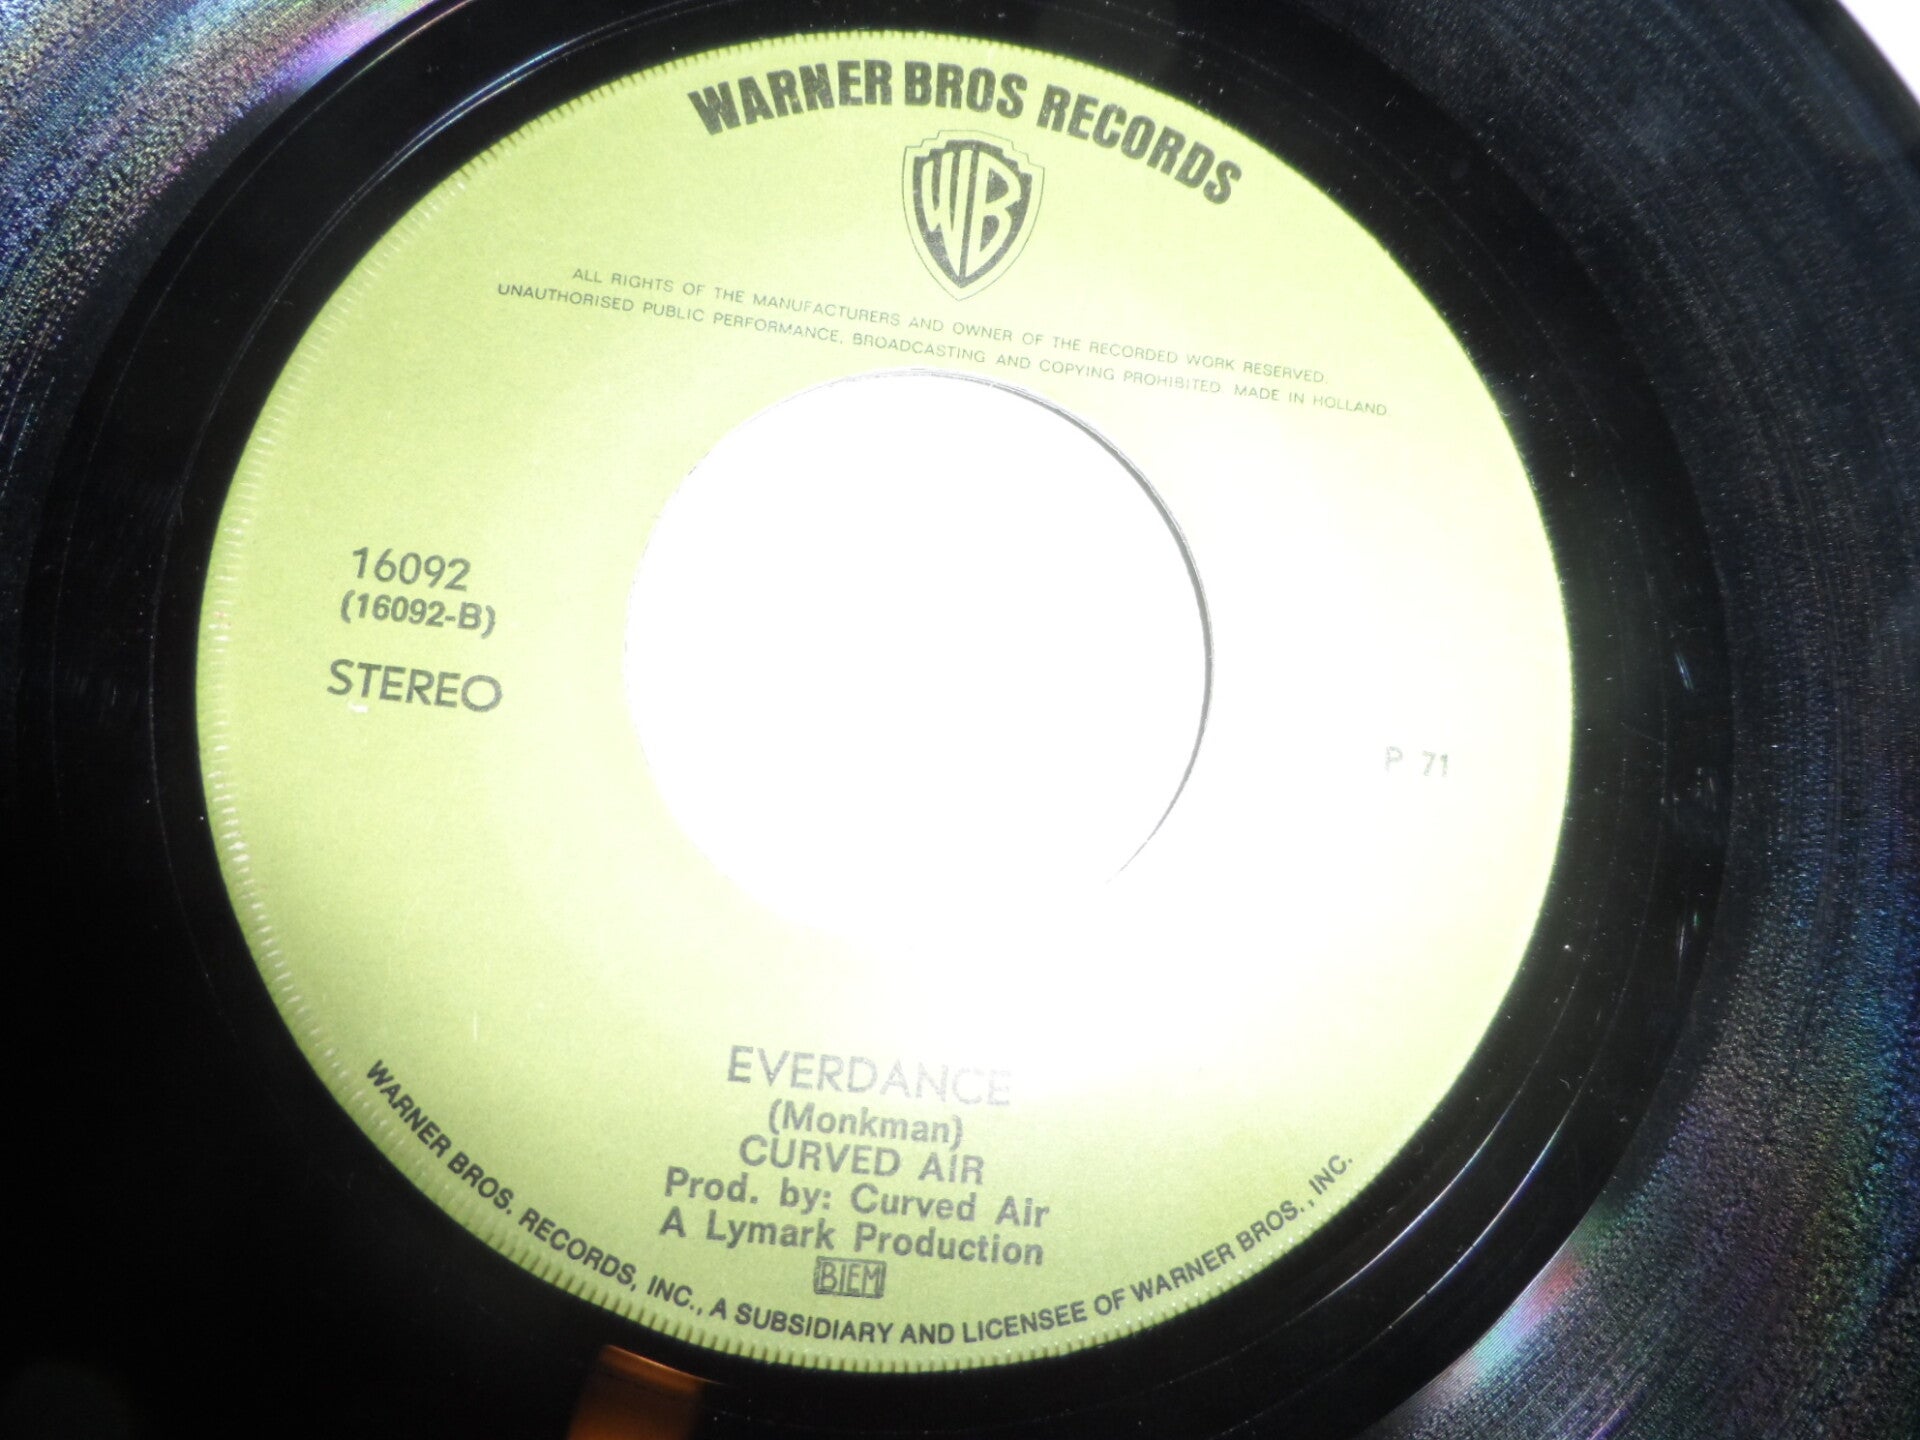 WARNER BROS RECORDS
WB
ALL RIGHTS OF THE MANUFACTURERS AND OWNER OF THE RECORDED WORK RESERVED.
UNAUTHORISED PUBLIC PERFORMANCE, BROADCASTING AND COPYING PROHIBITED. MADE IN HOLLAND
16092
(16092-B)
STEREO
P 71
EVERDANCE
(Monkman)
CURVED AIR
Prod. by: Curved Air
A Lymark Production
BIEM
WARNER BROS. RECORDS, INC., A SUBSIDIARY AND LICENSEE OF WARNER BROS., INC.